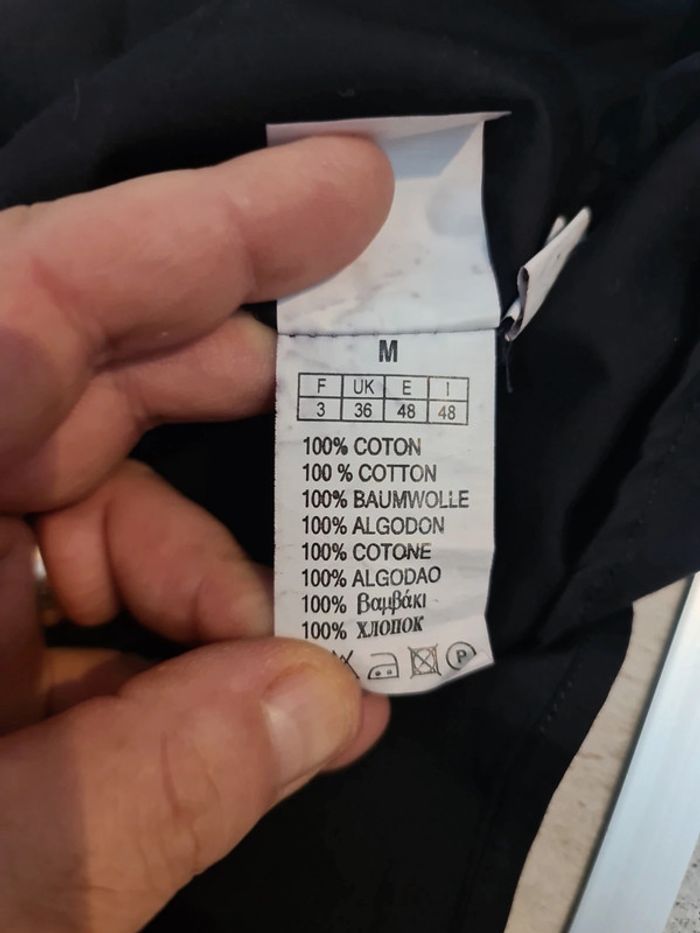 M
F UK E I
3 36 48 48
100% COTON
100 % COTTON
100% BAUMWOLLE
100% ALGODON
100% COTONE
100% ALGODAO
100% Βαμβάκι
100% ХЛОПОК
P